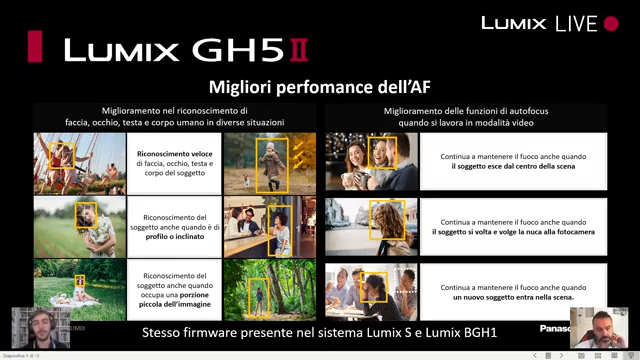 LUMIX LIVE
LUMIX GH5II
Migliori perfomance dell'AF
Miglioramento nel riconoscimento di
faccia, occhio, testa e corpo umano in diverse situazioni
Miglioramento delle funzioni di autofocus
quando si lavora in modalità video
Riconoscimento veloce
di faccia, occhio, testa e
corpo del soggetto
Continua a mantenere il fuoco anche quando
il soggetto esce dal centro della scena
Riconoscimento del
soggetto anche quando è di
profilo o inclinato
Continua a mantenere il fuoco anche quando
il soggetto si volta e volge la nuca alla fotocamera
Riconoscimento del
soggetto anche quando
occupa una porzione
piccola dell'immagine
Continua a mantenere il fuoco anche quando
un nuovo soggetto entra nella scena.
LUMIX
Stesso firmware presente nel sistema Lumix S e Lumix BGH1
Panaso